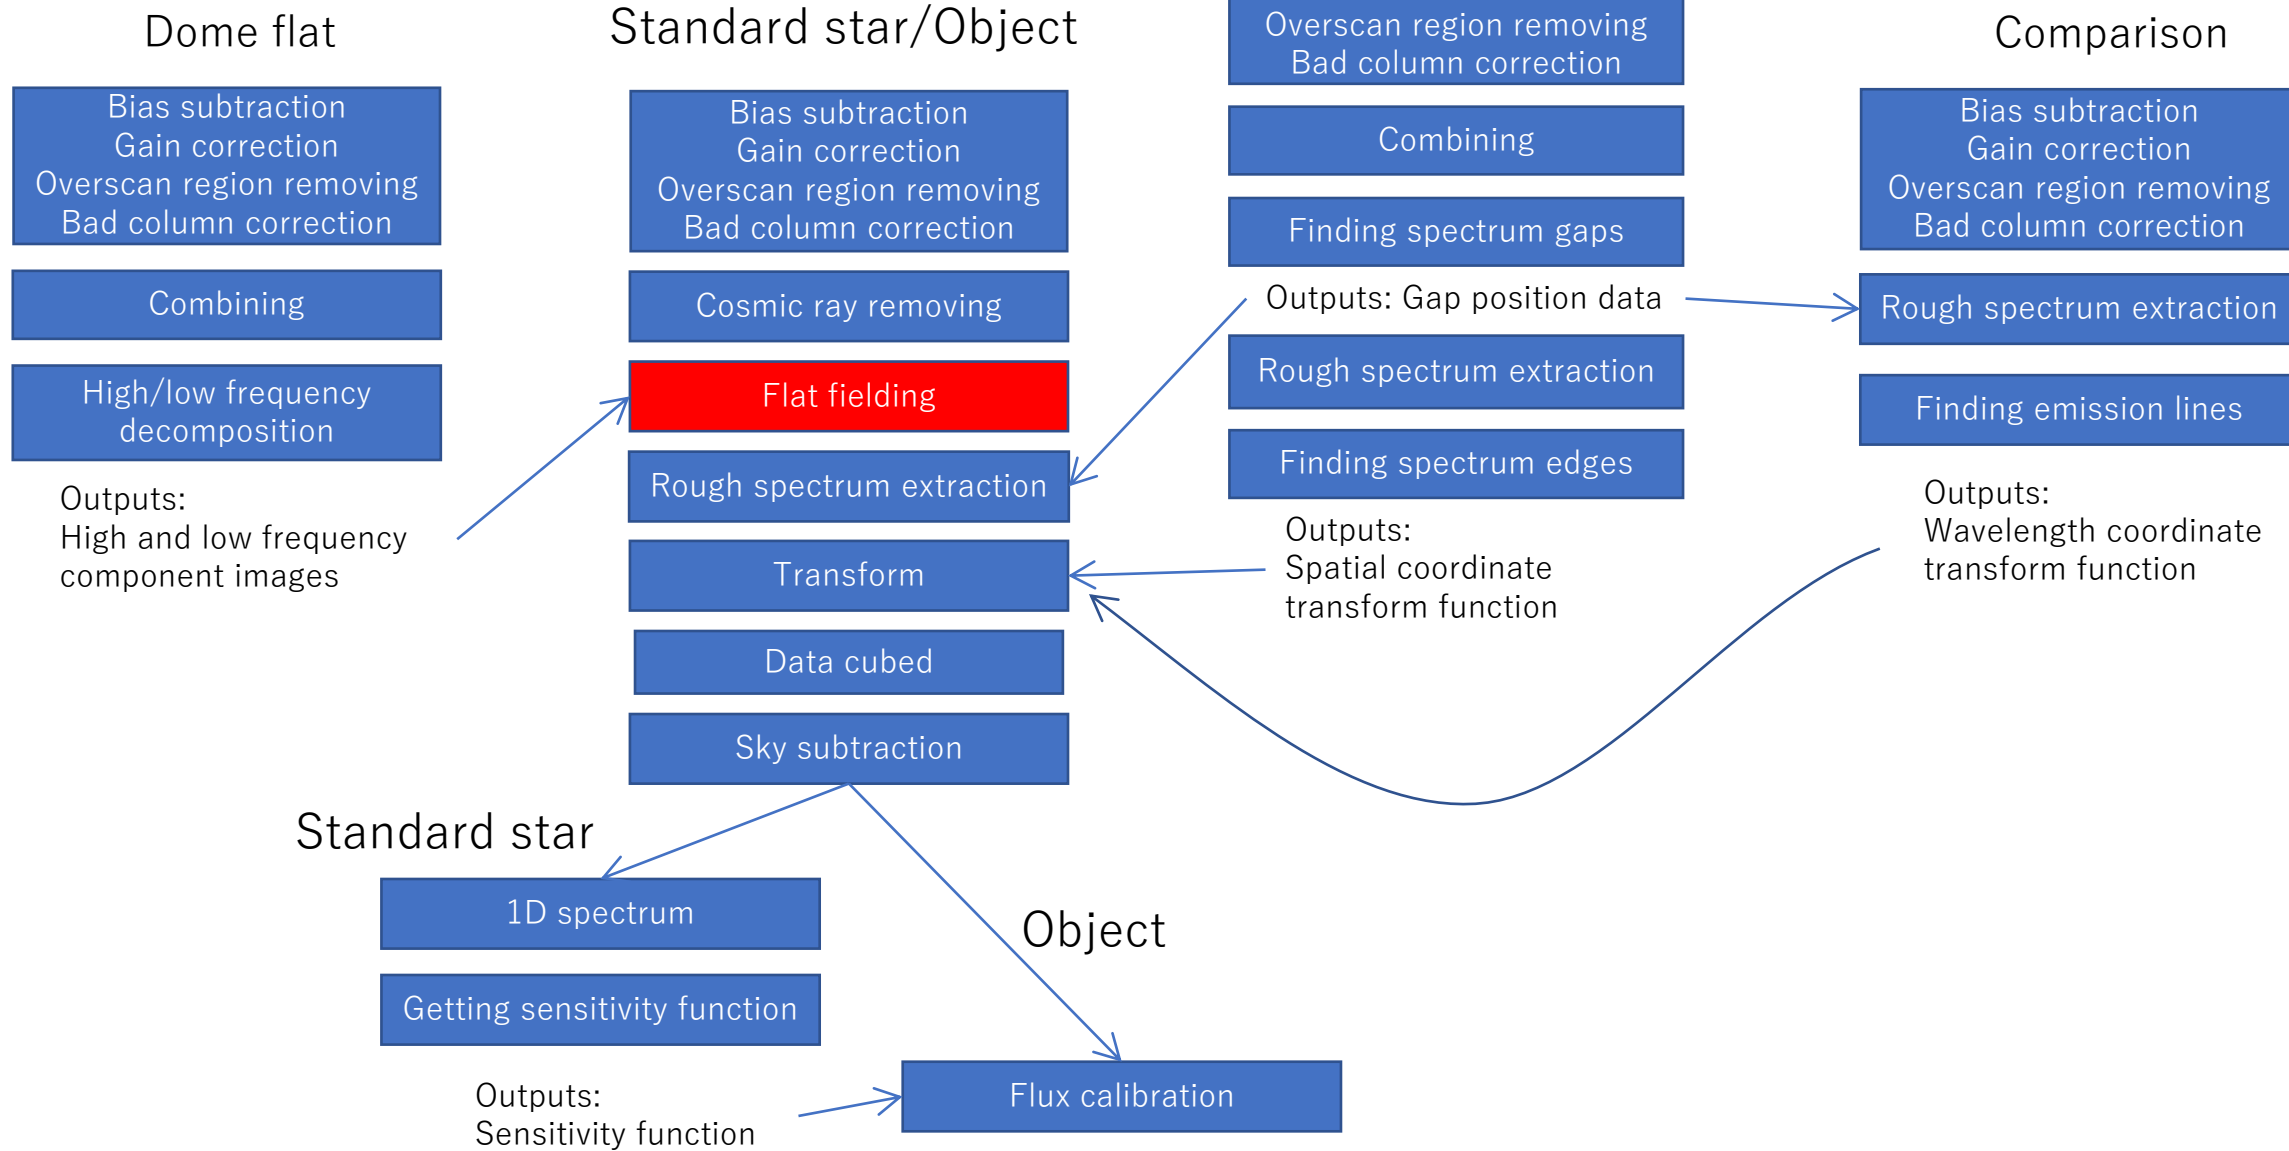 Dome flat
Bias subtraction
Gain correction
Overscan region removing
Bad column correction
Combining
High/low frequency
decomposition
Outputs:
High and low frequency
component images
Standard star/Object
Bias subtraction
Gain correction
Overscan region removing
Bad column correction
Cosmic ray removing
Flat fielding
Rough spectrum extraction
Transform
Data cubed
Sky subtraction
Overscan region removing
Bad column correction
Combining
Finding spectrum gaps
Outputs: Gap position data
Rough spectrum extraction
Finding spectrum edges
Outputs:
Spatial coordinate
transform function
Comparison
Bias subtraction
Gain correction
Overscan region removing
Bad column correction
Rough spectrum extraction
Finding emission lines
Outputs:
Wavelength coordinate
transform function
Standard star
1D spectrum
Getting sensitivity function
Outputs:
Sensitivity function
Object
Flux calibration